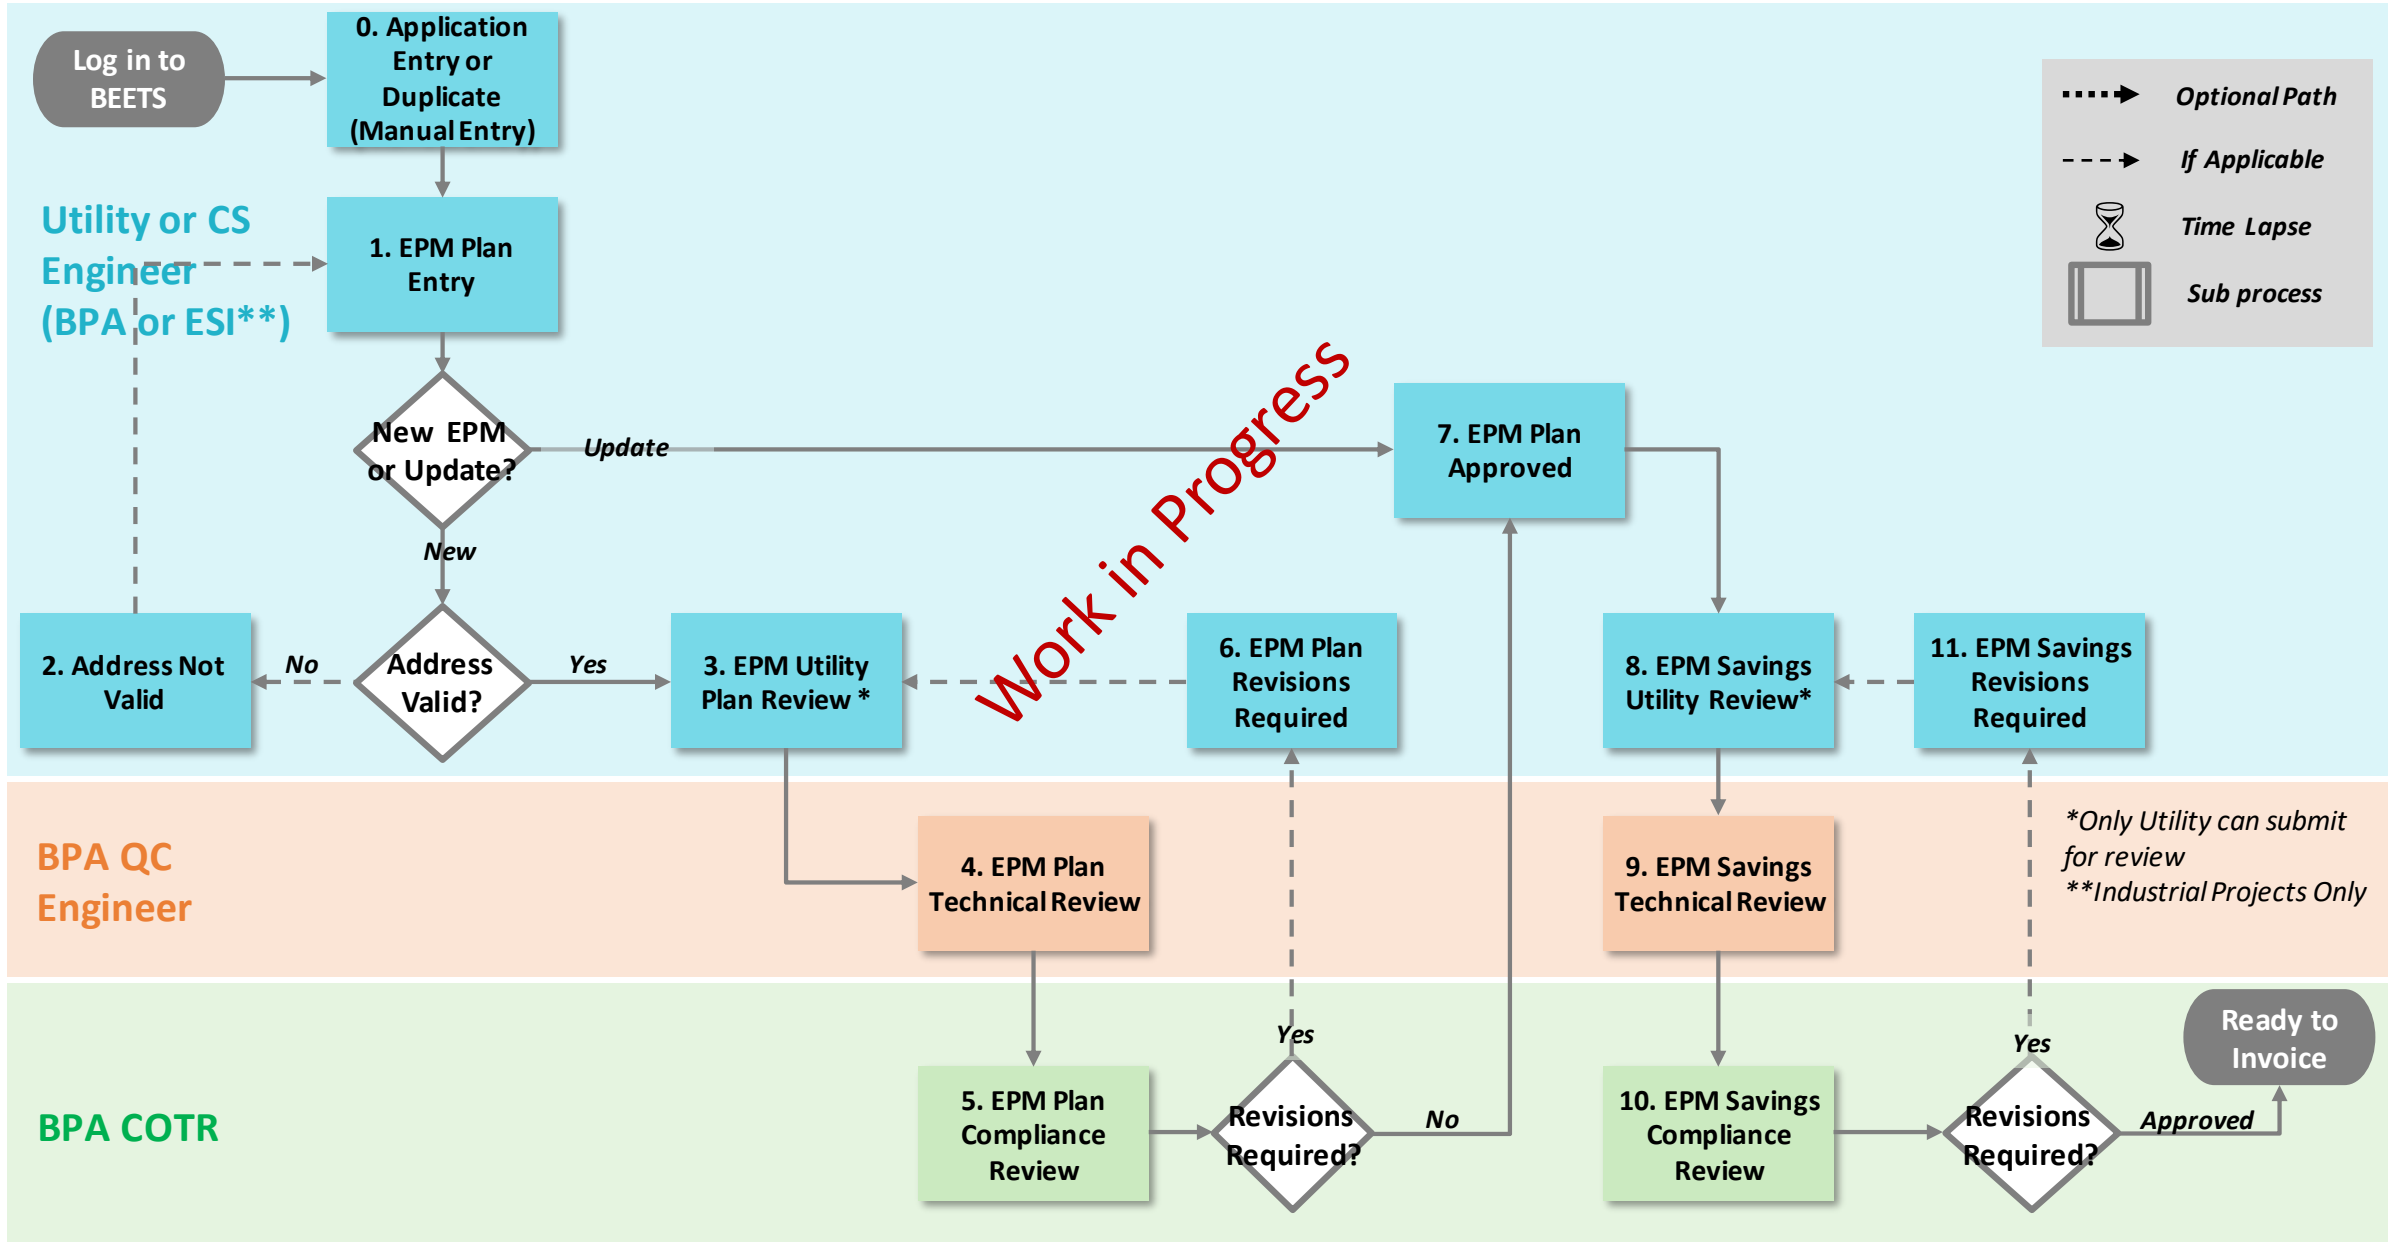 Log in to
BEETS
0. Application
Entry or
Duplicate
(Manual Entry)
Optional Path
If Applicable
Time Lapse
Sub process
Utility or CS
Engineer
(BPA or ESI**)
1. EPM Plan
Entry
New EPM
or Update?
Update
7. EPM Plan
Approved
Work in Progress
New
2. Address Not
Valid
No
Address
Valid?
Yes
3. EPM Utility
Plan Review *
6. EPM Plan
Revisions
Required
8. EPM Savings
Utility Review*
11. EPM Savings
Revisions
Required
BPA QC
Engineer
4. EPM Plan
Technical Review
9. EPM Savings
Technical Review
*Only Utility can submit
for review
**Industrial Projects Only
BPA COTR
5. EPM Plan
Compliance
Review
Yes
Revisions
Required?
No
10. EPM Savings
Compliance
Review
Yes
Revisions
Required?
Approved
Ready to
Invoice